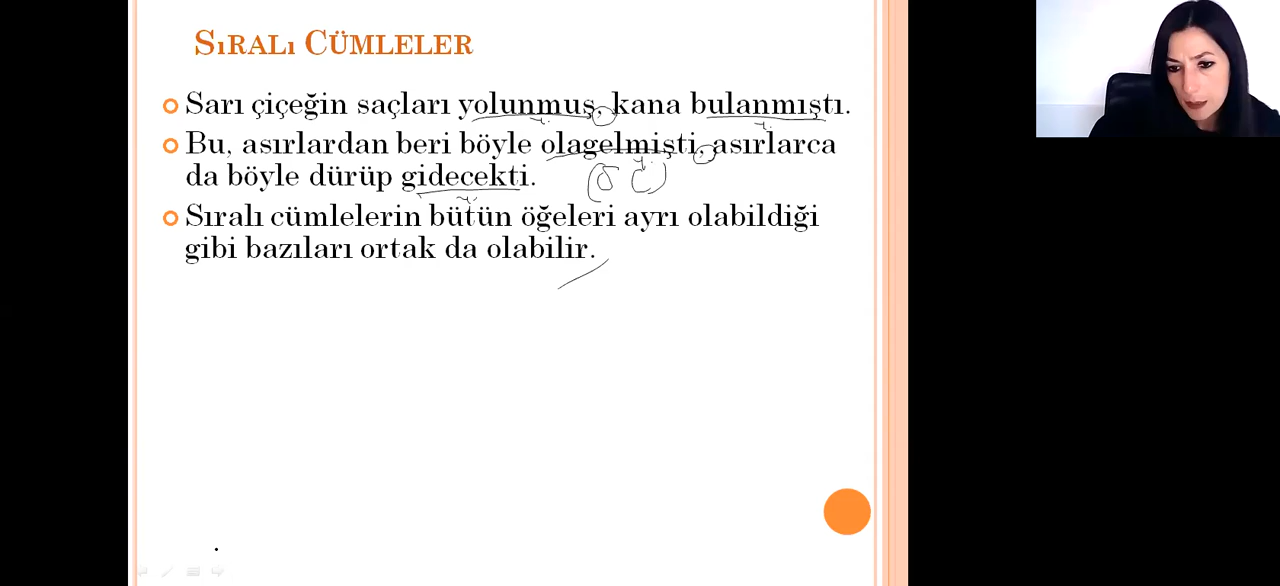 SIRALI CÜMLELER
Sarı çiçeğin saçları yolunmuş, kana bulanmıştı.
Bu, asırlardan beri böyle olagelmişti, asırlarca
da böyle dürüp gidecekti.
Sıralı cümlelerin bütün öğeleri ayrı olabildiği
gibi bazıları ortak da olabilir.